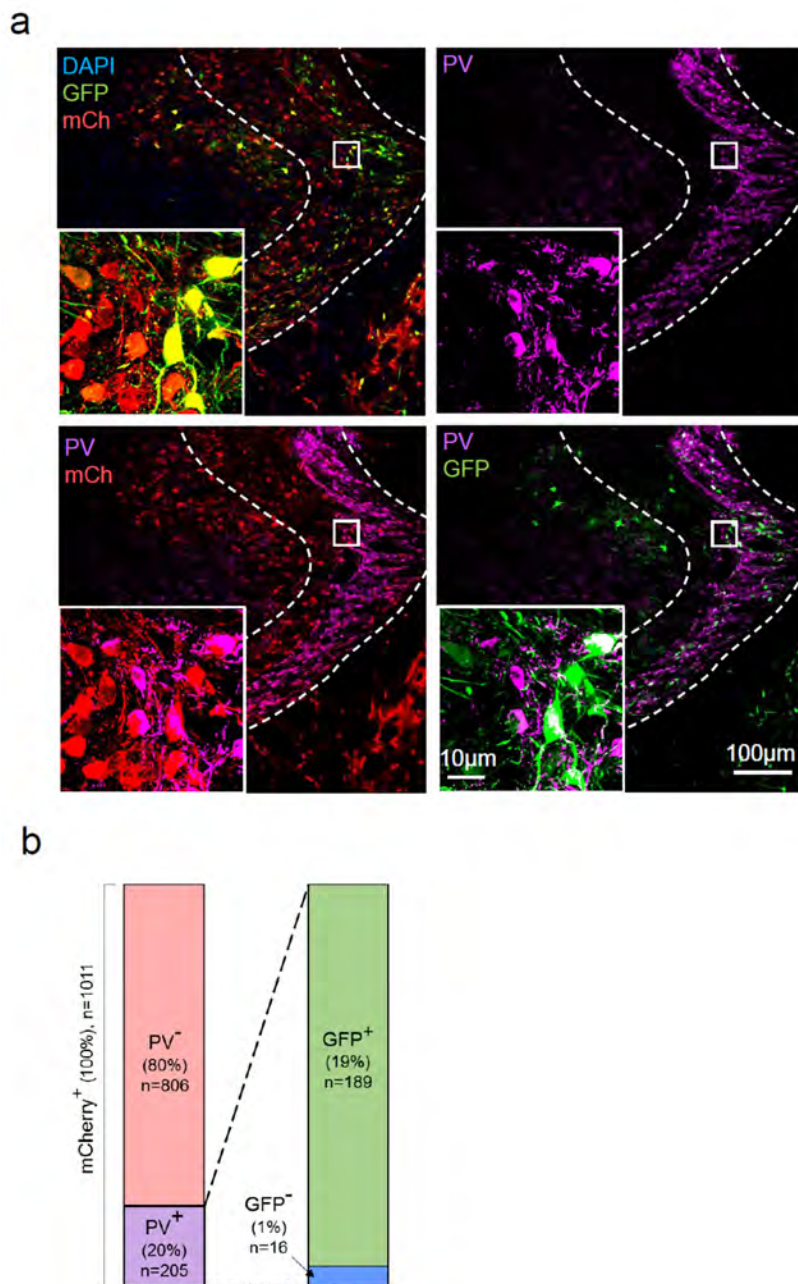 a
DAPI
GFP
mCh
PV
PV
mCh
PV
GFP
10µm
100µm
b
mCherry⁺ (100%), n=1011
PV⁻
(80%)
n=806
PV⁺
(20%)
n=205
GFP⁺
(19%)
n=189
GFP⁻
(1%)
n=16